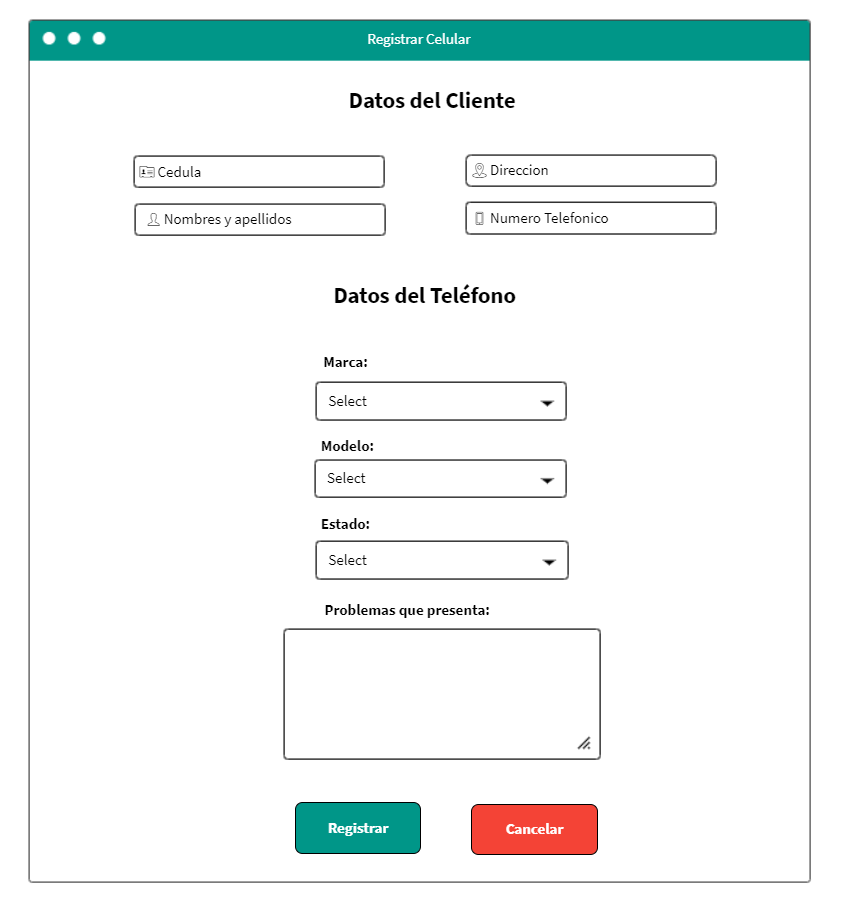 Registrar Celular
Datos del Cliente
Cedula
Direccion
Nombres y apellidos
Numero Telefonico
Datos del Teléfono
Marca:
Select
Modelo:
Select
Estado:
Select
Problemas que presenta:
Registrar
Cancelar